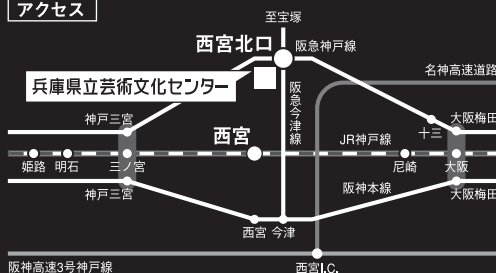 アクセス
至宝塚
西宮北口
阪急神戸線
兵庫県立芸術文化センター
名神高速道路
阪急今津線
神戸三宮
西宮
JR神戸線
十三
大阪梅田
姫路
明石
三ノ宮
尼崎
大阪
神戸三宮
阪神本線
大阪梅田
西宮
今津
阪神高速3号神戸線
西宮I.C.